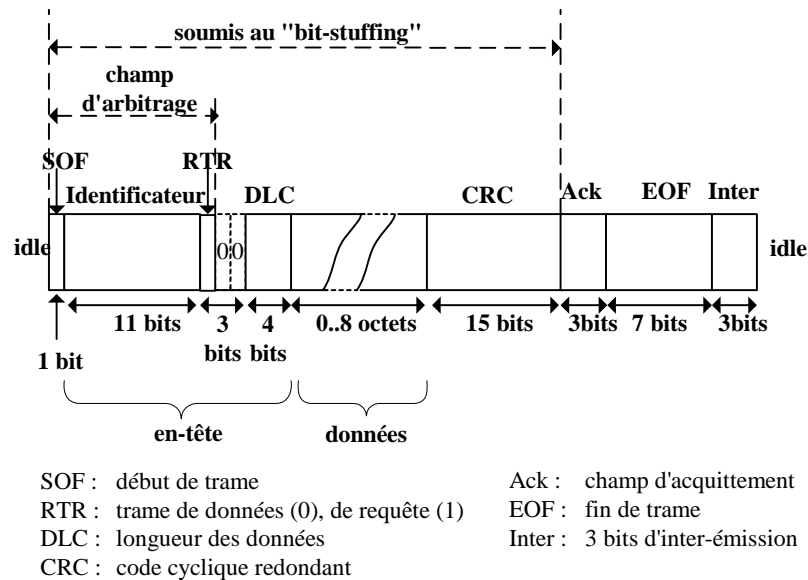 soumis au "bit-stuffing"
champ
d'arbitrage
SOF
RTR
Identificateur
DLC
CRC
Ack
EOF
Inter
idle
00
idle
11 bits
3
bits
4
bits
0..8 octets
15 bits
3bits
7 bits
3bits
1 bit
en-tête
données
SOF : début de trame
RTR : trame de données (0), de requête (1)
DLC : longueur des données
CRC : code cyclique redondant
Ack : champ d'acquittement
EOF : fin de trame
Inter : 3 bits d'inter-émission